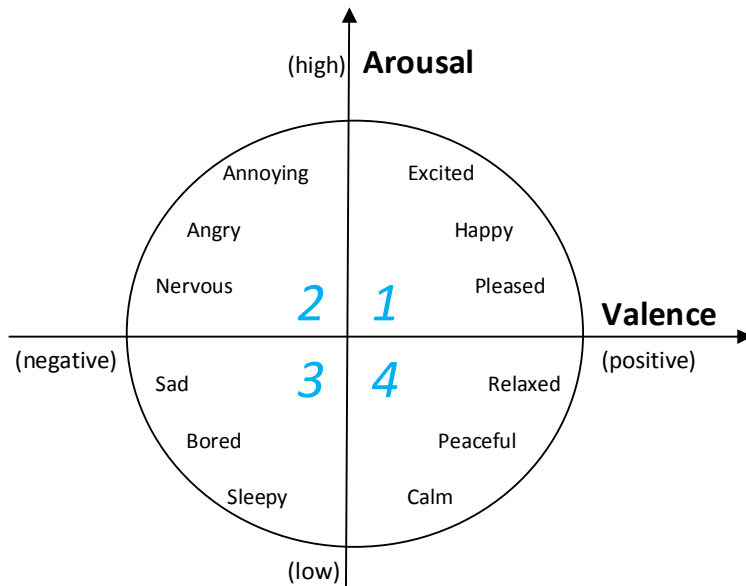 (high) Arousal
Annoying Excited
Angry Happy
Nervous Pleased
2 1 Valence
(negative) 3 4 (positive)
Sad Relaxed
Bored Peaceful
Sleepy Calm
(low)